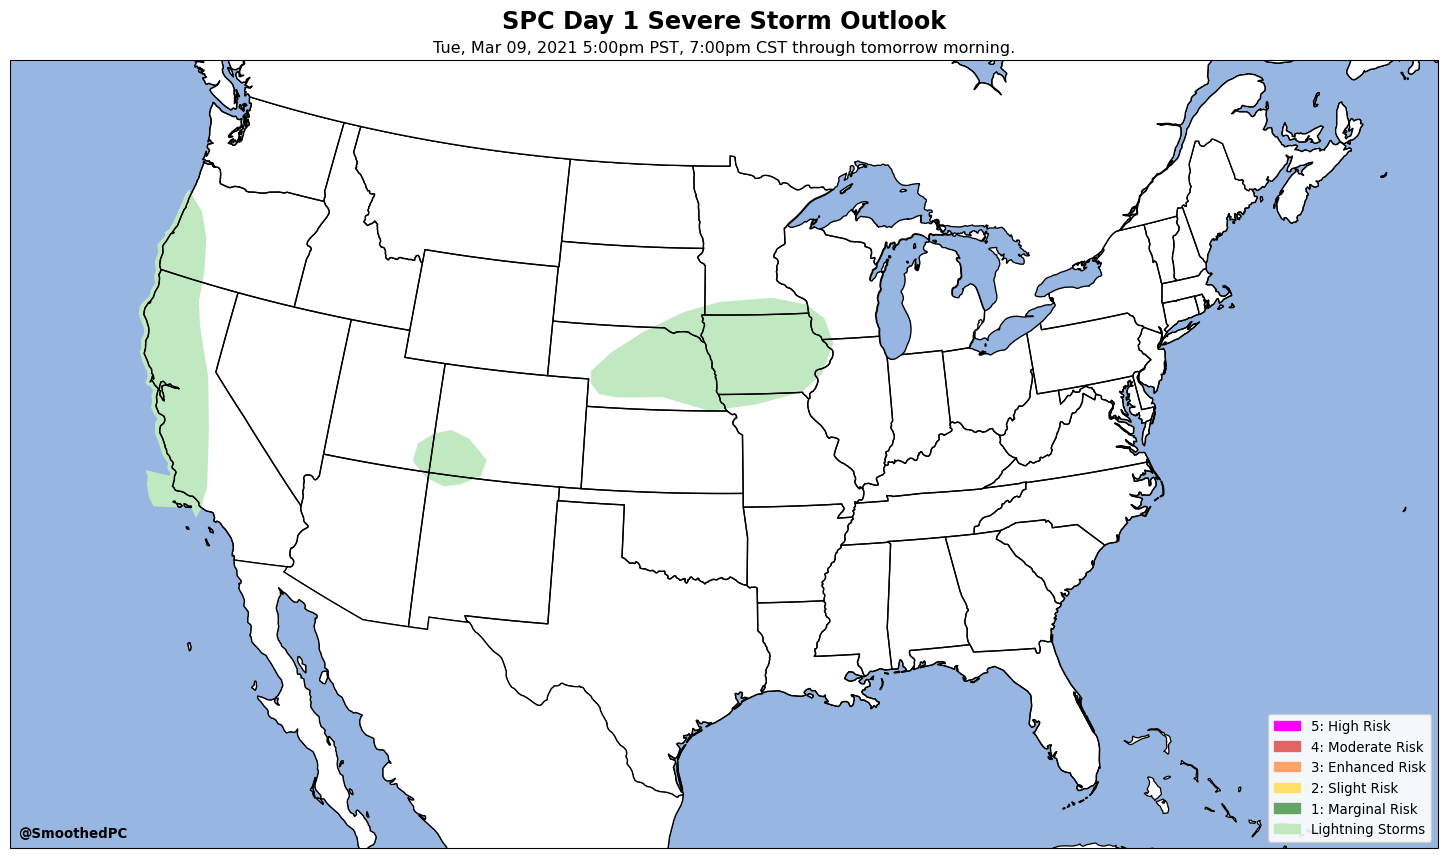 SPC Day 1 Severe Storm Outlook
Tue, Mar 09, 2021 5:00pm PST, 7:00pm CST through tomorrow morning.
5: High Risk
4: Moderate Risk
3: Enhanced Risk
2: Slight Risk
1: Marginal Risk
Lightning Storms
@SmoothedPC